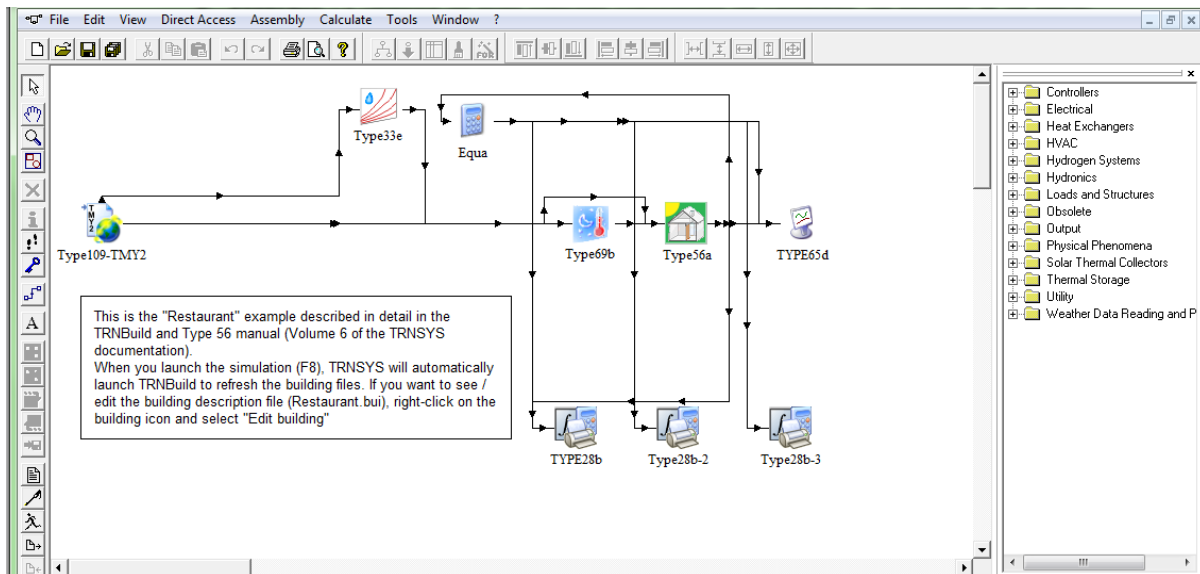 File Edit View Direct Access Assembly Calculate Tools Window ?
Type33e
Equa
TMY2
Type109-TMY2
Type69b
Type56a
TYPE65d
This is the "Restaurant" example described in detail in the
TRNBuild and Type 56 manual (Volume 6 of the TRNSYS
documentation).
When you launch the simulation (F8), TRNSYS will automatically
launch TRNBuild to refresh the building files. If you want to see /
edit the building description file (Restaurant.bui), right-click on the
building icon and select "Edit building"
TYPE28b
Type28b-2
Type28b-3
Controllers
Electrical
Heat Exchangers
HVAC
Hydrogen Systems
Hydronics
Loads and Structures
Obsolete
Output
Physical Phenomena
Solar Thermal Collectors
Thermal Storage
Utility
Weather Data Reading and P